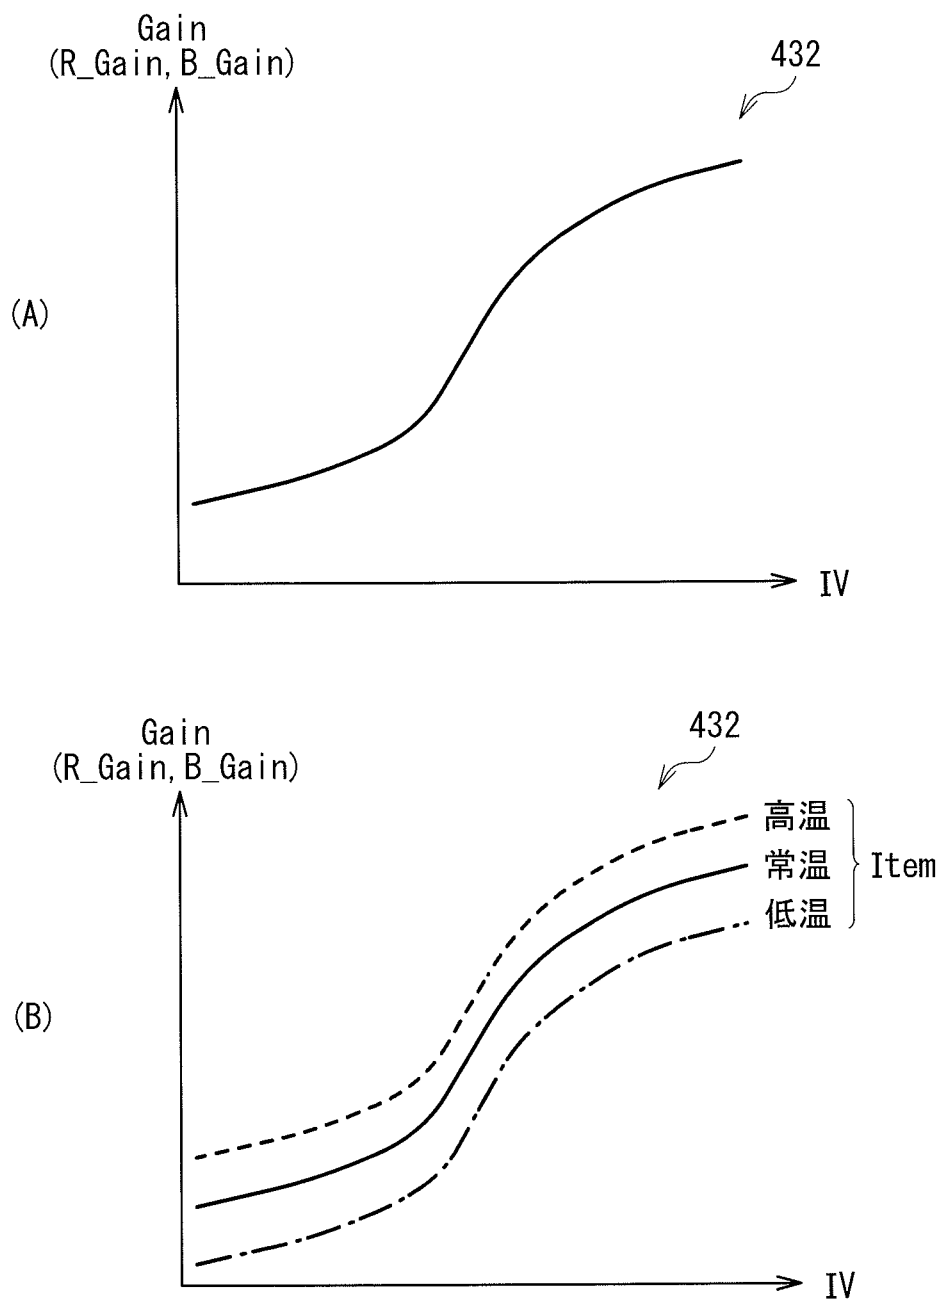 Gain
(R_Gain, B_Gain)
432
(A)
IV
Gain
(R_Gain, B_Gain)
432
高温
常温
低温
Item
(B)
IV